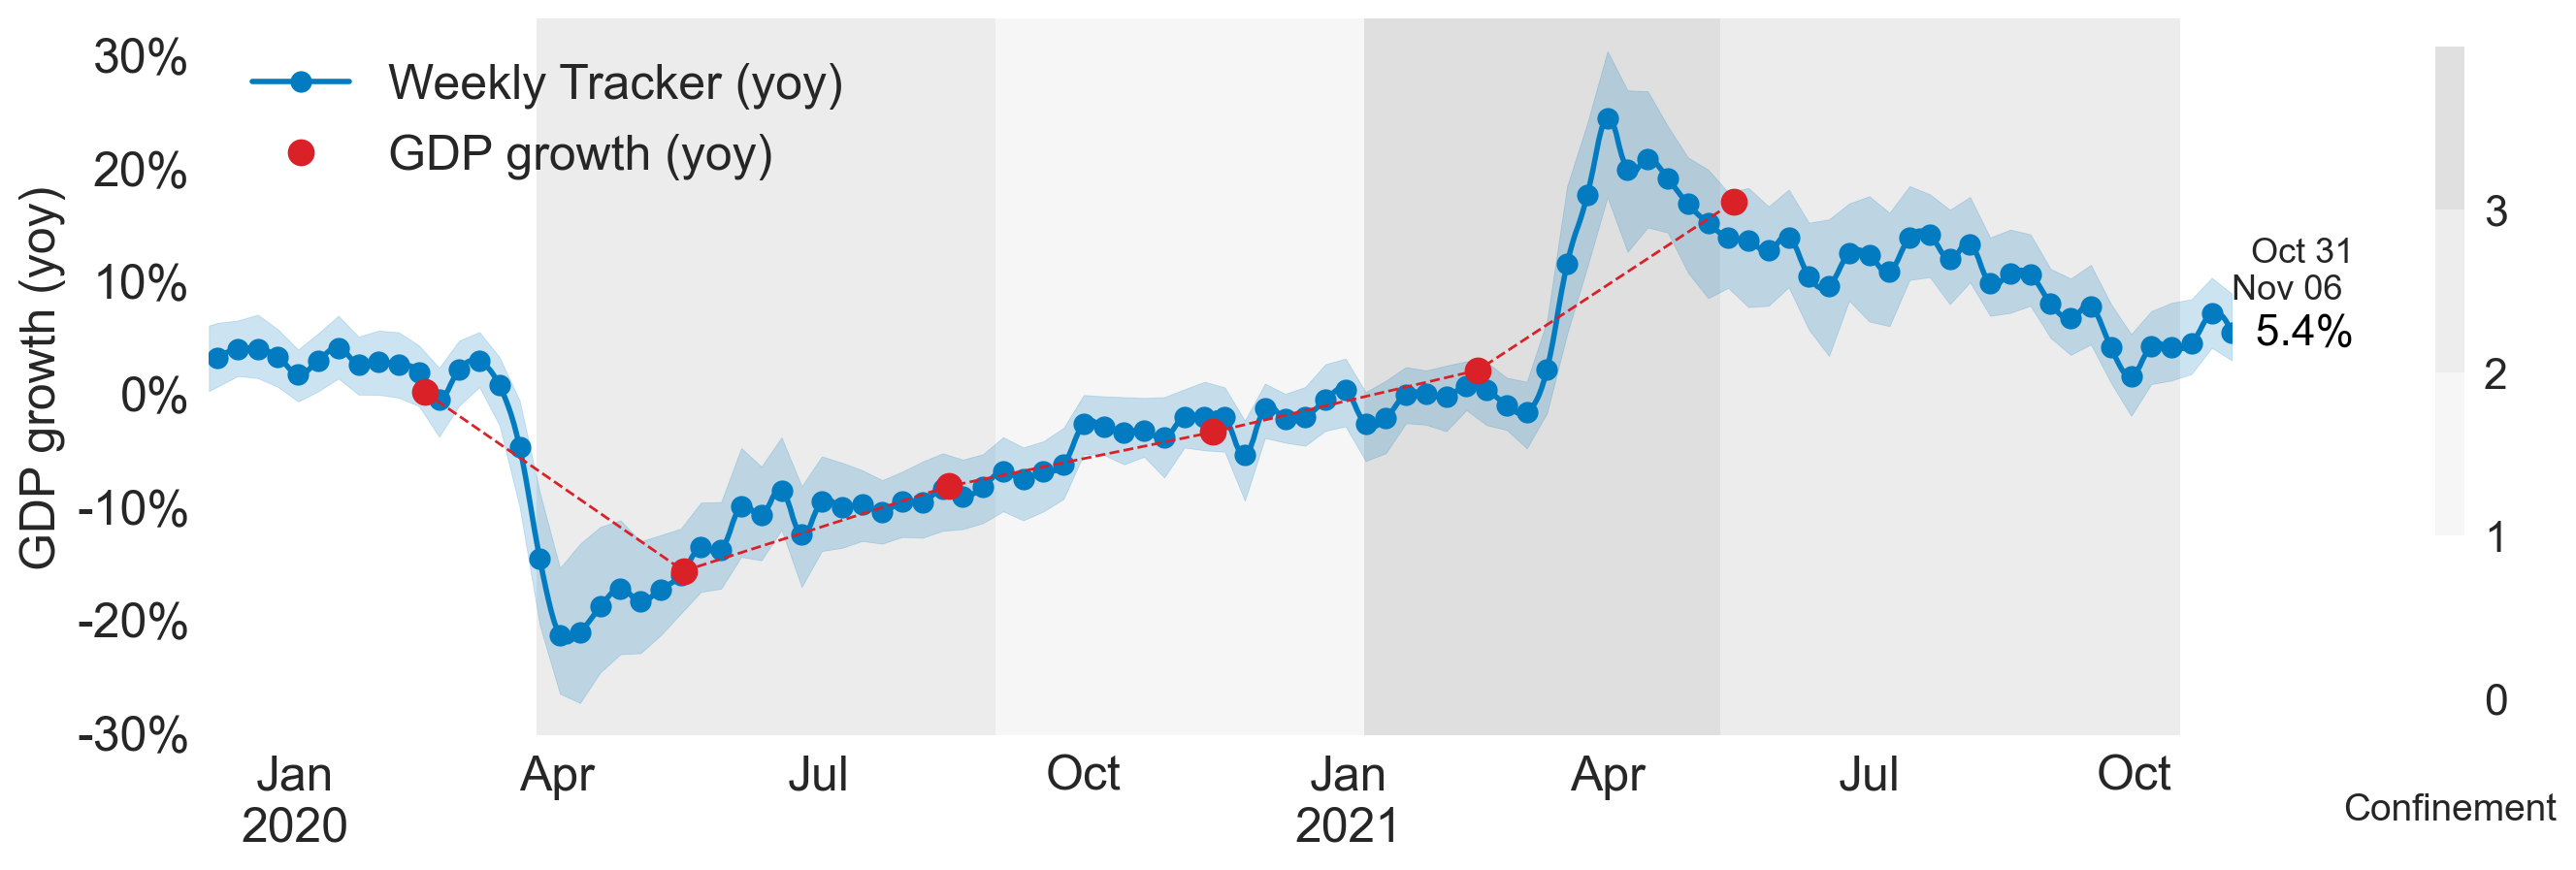 30%
20%
10%
0%
-10%
-20%
-30%
GDP growth (yoy)
Weekly Tracker (yoy)
GDP growth (yoy)
Oct 31
Nov 06
5.4%
3
2
1
0
Confinement
Jan Apr Jul Oct Jan Apr Jul Oct
2020 2021